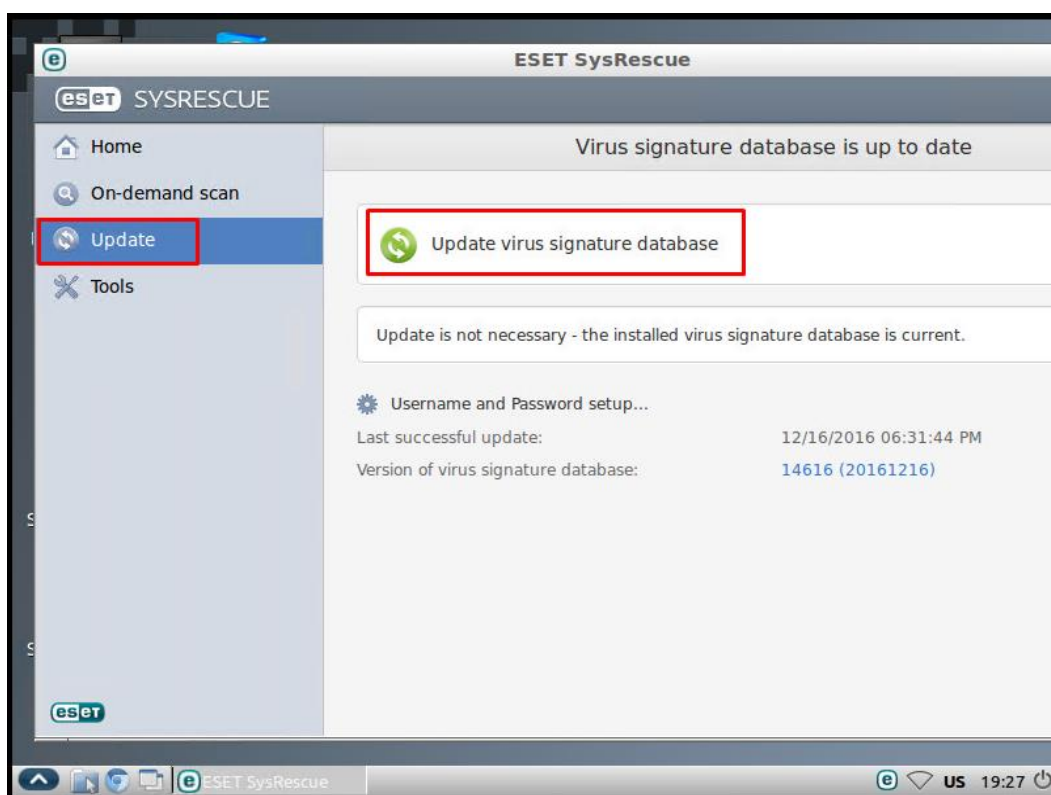 ESET SysRescue
eseT SYSRESCUE
Home
On-demand scan
Update
Tools
Virus signature database is up to date
Update virus signature database
Update is not necessary - the installed virus signature database is current.
Username and Password setup...
Last successful update: 12/16/2016 06:31:44 PM
Version of virus signature database: 14616 (20161216)
S
S
eseT
ESET SysRescue
US 19:27